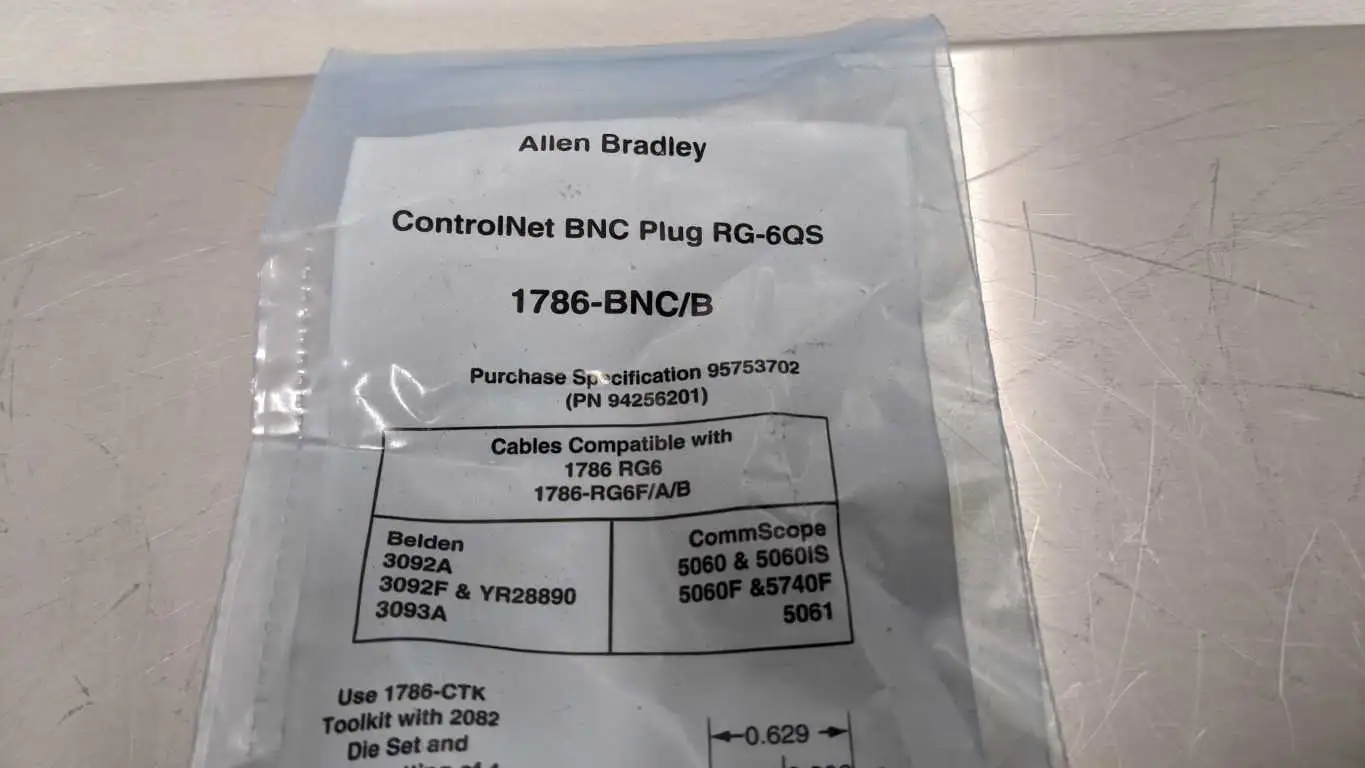 Allen Bradley
ControlNet BNC Plug RG-6QS
1786-BNC/B
Purchase Specification 95753702
(PN 94256201)
Cables Compatible with
1786 RG6
1786-RG6F/A/B
Belden
3092A
3092F & YR28890
3093A
CommScope
5060 & 5060IS
5060F &5740F
5061
Use 1786-CTK
Toolkit with 2082
Die Set and
0.629